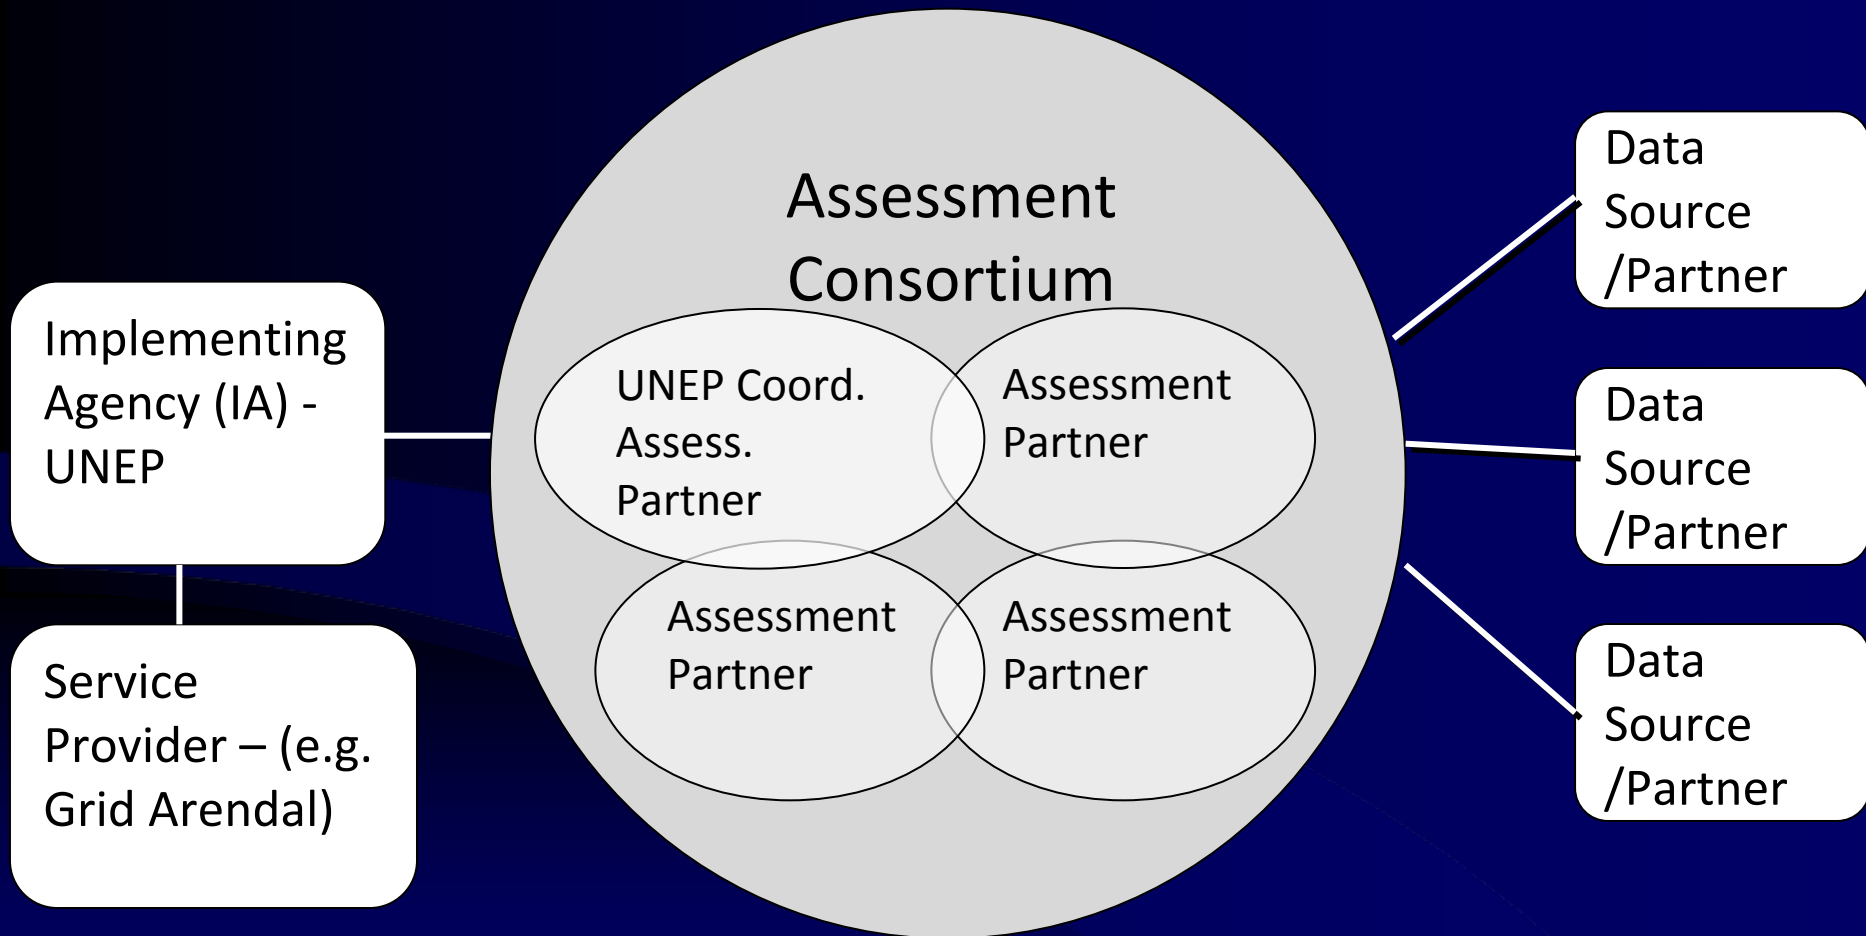 Assessment
Consortium
Implementing
Agency (IA) -
UNEP
Service
Provider – (e.g.
Grid Arendal)
UNEP Coord.
Assess.
Partner
Assessment
Partner
Assessment
Partner
Assessment
Partner
Data
Source
/Partner
Data
Source
/Partner
Data
Source
/Partner